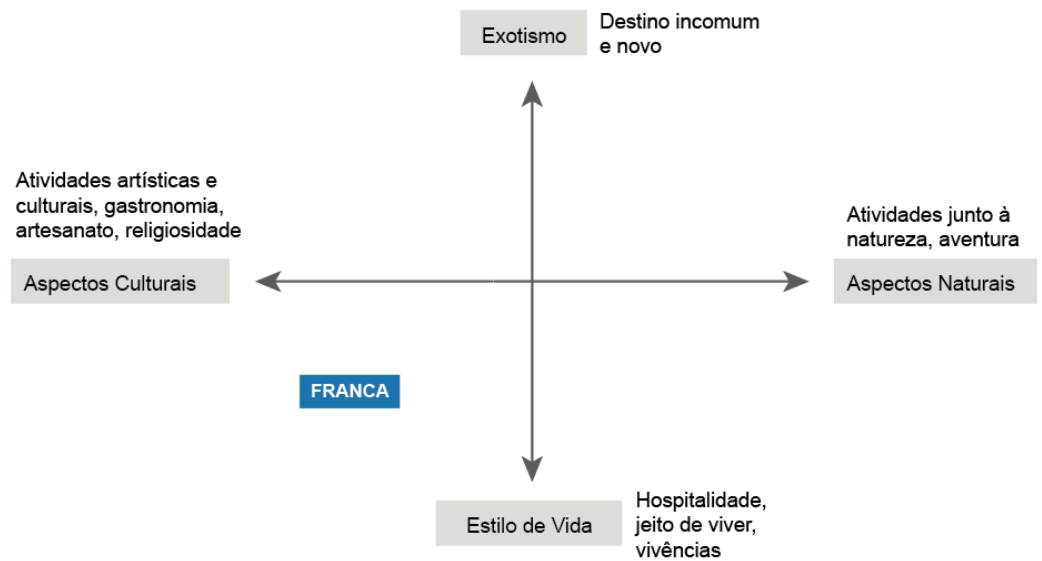 Exotismo
Destino incomum
e novo
Atividades artísticas e
culturais, gastronomia,
artesanato, religiosidade
Aspectos Culturais
Atividades junto à
natureza, aventura
Aspectos Naturais
FRANCA
Estilo de Vida
Hospitalidade,
jeito de viver,
vivências